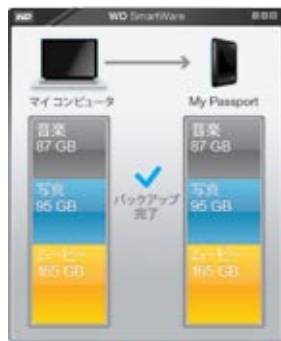 WD
WD SmartWare
マイ コンピュータ
My Passport
音楽
87 GB
写真
95 GB
ムービー
165 GB
バックアップ
完了
音楽
87 GB
写真
95 GB
ムービー
165 GB